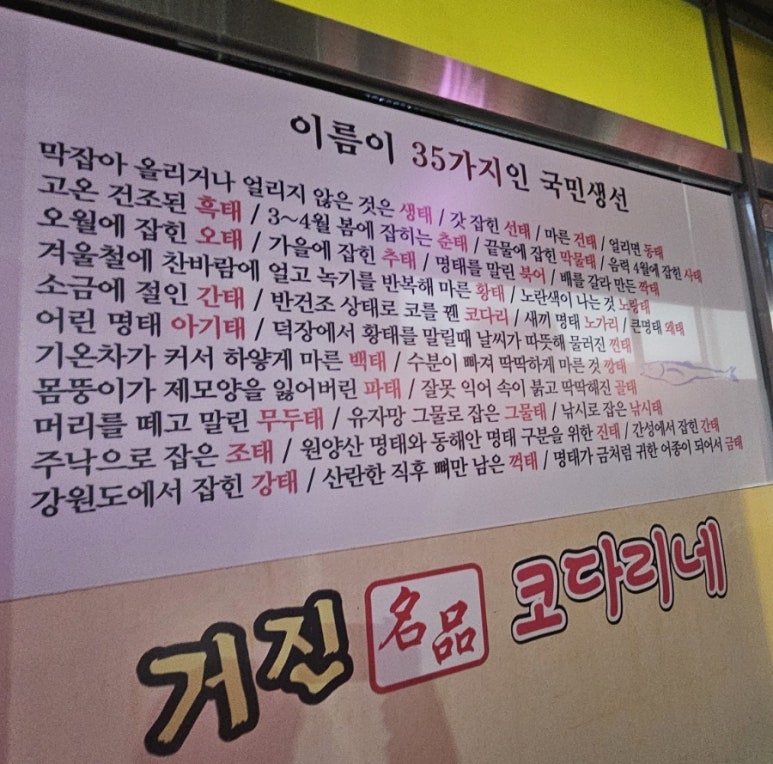 이름이 35가지인 국민생선
막잡아 올리거나 얼리지 않은 것은 생태 / 갓 잡힌 선태 / 마른 건태 / 얼리면 동태
고온 건조된 흑태 / 3~4월 봄에 잡히는 춘태 / 끝물에 잡힌 막물태 / 음력 4월에 잡힌 사태
오월에 잡힌 오태 / 가을에 잡힌 추태 / 명태를 말린 북어 / 배를 갈라 만든 짝태
겨울철에 찬바람에 얼고 녹기를 반복해 마른 황태 / 노란색이 나는 것 노랑태
소금에 절인 간태 / 반건조 상태로 코를 꿴 코다리 / 새끼 명태 노가리 / 큰명태 왜태
어린 명태 아기태 / 덕장에서 황태를 말릴때 날씨가 따뜻해 물러진 찐태
기온차가 커서 하얗게 마른 백태 / 수분이 빠져 딱딱하게 마른 것 깡태
몸뚱이가 제모양을 잃어버린 파태 / 잘못 익어 속이 붉고 딱딱해진 골태
머리를 떼고 말린 무두태 / 유자망 그물로 잡은 그물태 / 낚시로 잡은 낚시태
주낙으로 잡은 조태 / 원양산 명태와 동해안 명태 구분을 위한 진태 / 간성에서 잡힌 간태
강원도에서 잡힌 강태 / 산란한 직후 뼈만 남은 꺽태 / 명태가 금처럼 귀한 어종이 되어서 금태
거진 名品 코다리네